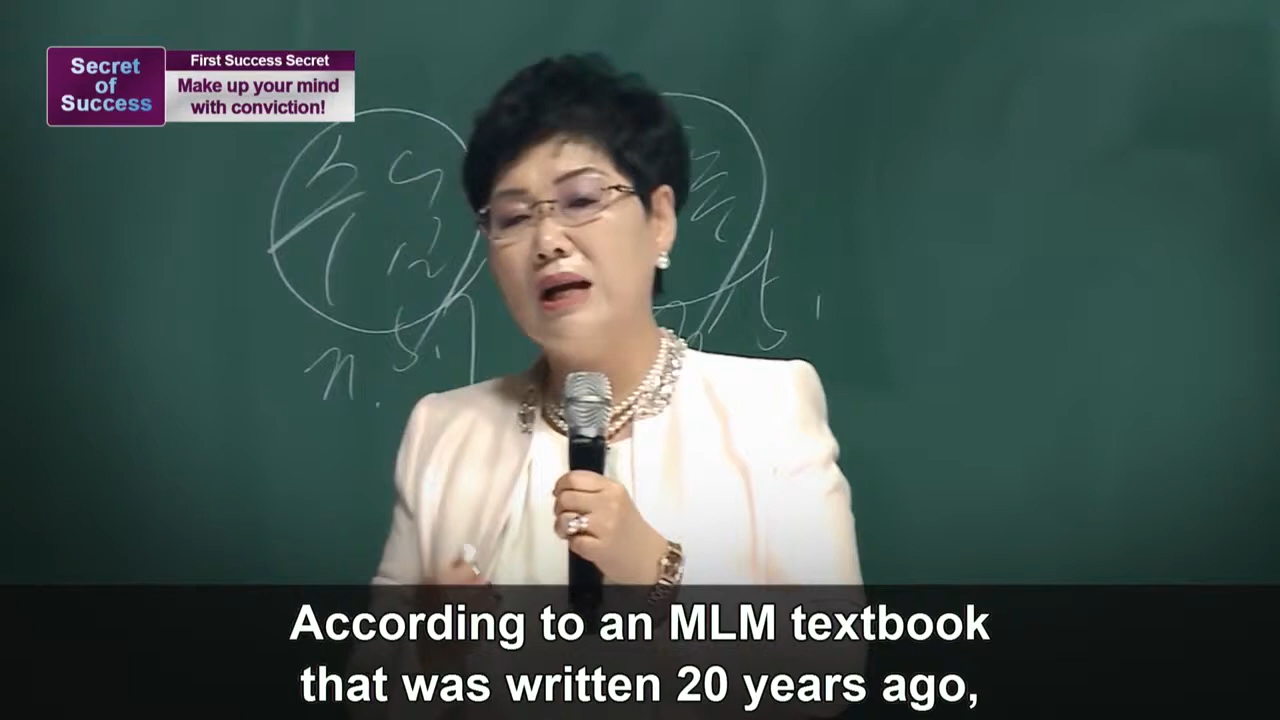 Secret
of
Success
First Success Secret
Make up your mind
with conviction!
n.
According to an MLM textbook
that was written 20 years ago,